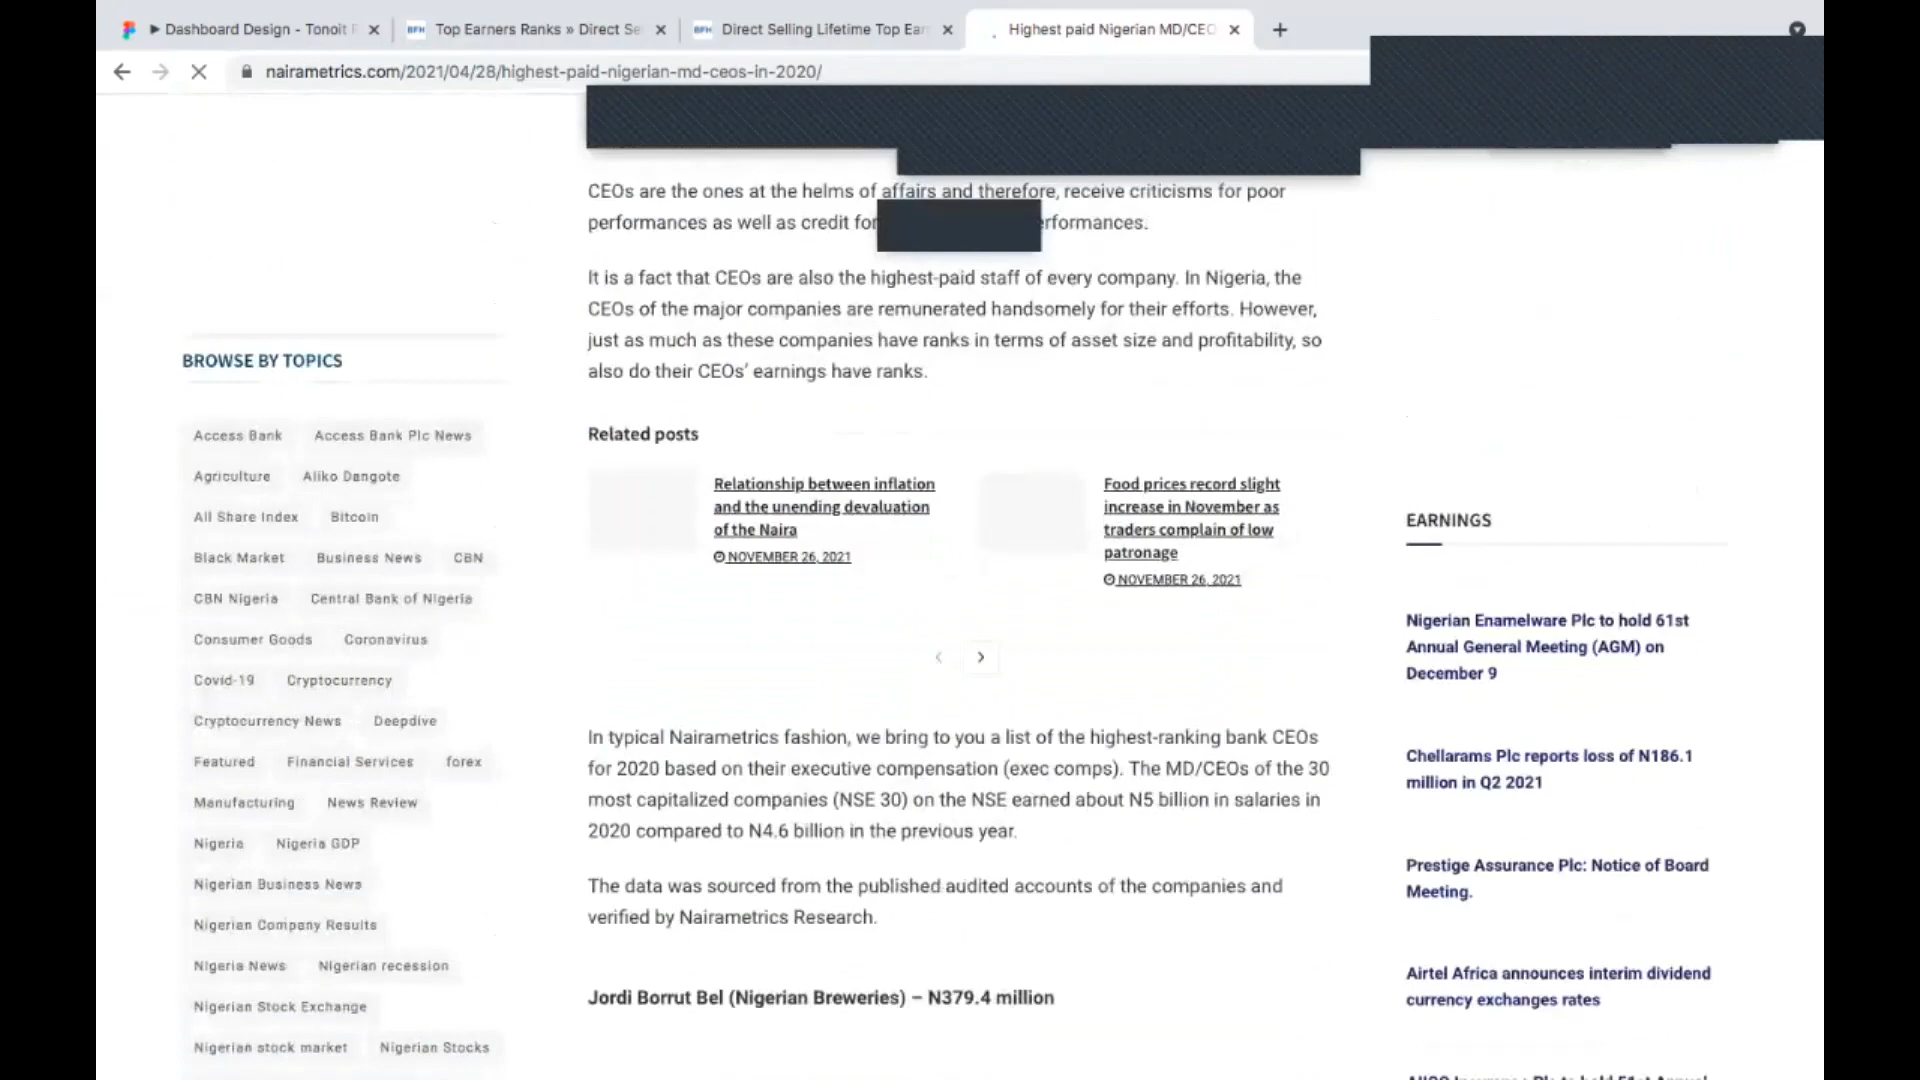 Dashboard Design - Tonoit
Top Earners Ranks » Direct Se
Direct Selling Lifetime Top Ear
Highest paid Nigerian MD/CEO
nairametrics.com/2021/04/28/highest-paid-nigerian-md-ceos-in-2020/
CEOs are the ones at the helms of affairs and therefore, receive criticisms for poor
performances as well as credit for erformances.
It is a fact that CEOs are also the highest-paid staff of every company. In Nigeria, the
CEOs of the major companies are remunerated handsomely for their efforts. However,
just as much as these companies have ranks in terms of asset size and profitability, so
also do their CEOs’ earnings have ranks.
BROWSE BY TOPICS
Access Bank Access Bank Plc News
Agriculture Aliko Dangote
All Share Index Bitcoin
Black Market Business News CBN
CBN Nigeria Central Bank of Nigeria
Consumer Goods Coronavirus
Covid-19 Cryptocurrency
Cryptocurrency News Deepdive
Featured Financial Services forex
Manufacturing News Review
Nigeria Nigeria GDP
Nigerian Business News
Nigerian Company Results
Nigeria News Nigerian recession
Nigerian Stock Exchange
Nigerian stock market Nigerian Stocks
Related posts
Relationship between inflation
and the unending devaluation
of the Naira
NOVEMBER 26, 2021
Food prices record slight
increase in November as
traders complain of low
patronage
NOVEMBER 26, 2021
In typical Nairametrics fashion, we bring to you a list of the highest-ranking bank CEOs
for 2020 based on their executive compensation (exec comps). The MD/CEOs of the 30
most capitalized companies (NSE 30) on the NSE earned about N5 billion in salaries in
2020 compared to N4.6 billion in the previous year.
The data was sourced from the published audited accounts of the companies and
verified by Nairametrics Research.
Jordi Borrut Bel (Nigerian Breweries) – N379.4 million
EARNINGS
Nigerian Enamelware Plc to hold 61st
Annual General Meeting (AGM) on
December 9
Chellarams Plc reports loss of N186.1
million in Q2 2021
Prestige Assurance Plc: Notice of Board
Meeting.
Airtel Africa announces interim dividend
currency exchanges rates